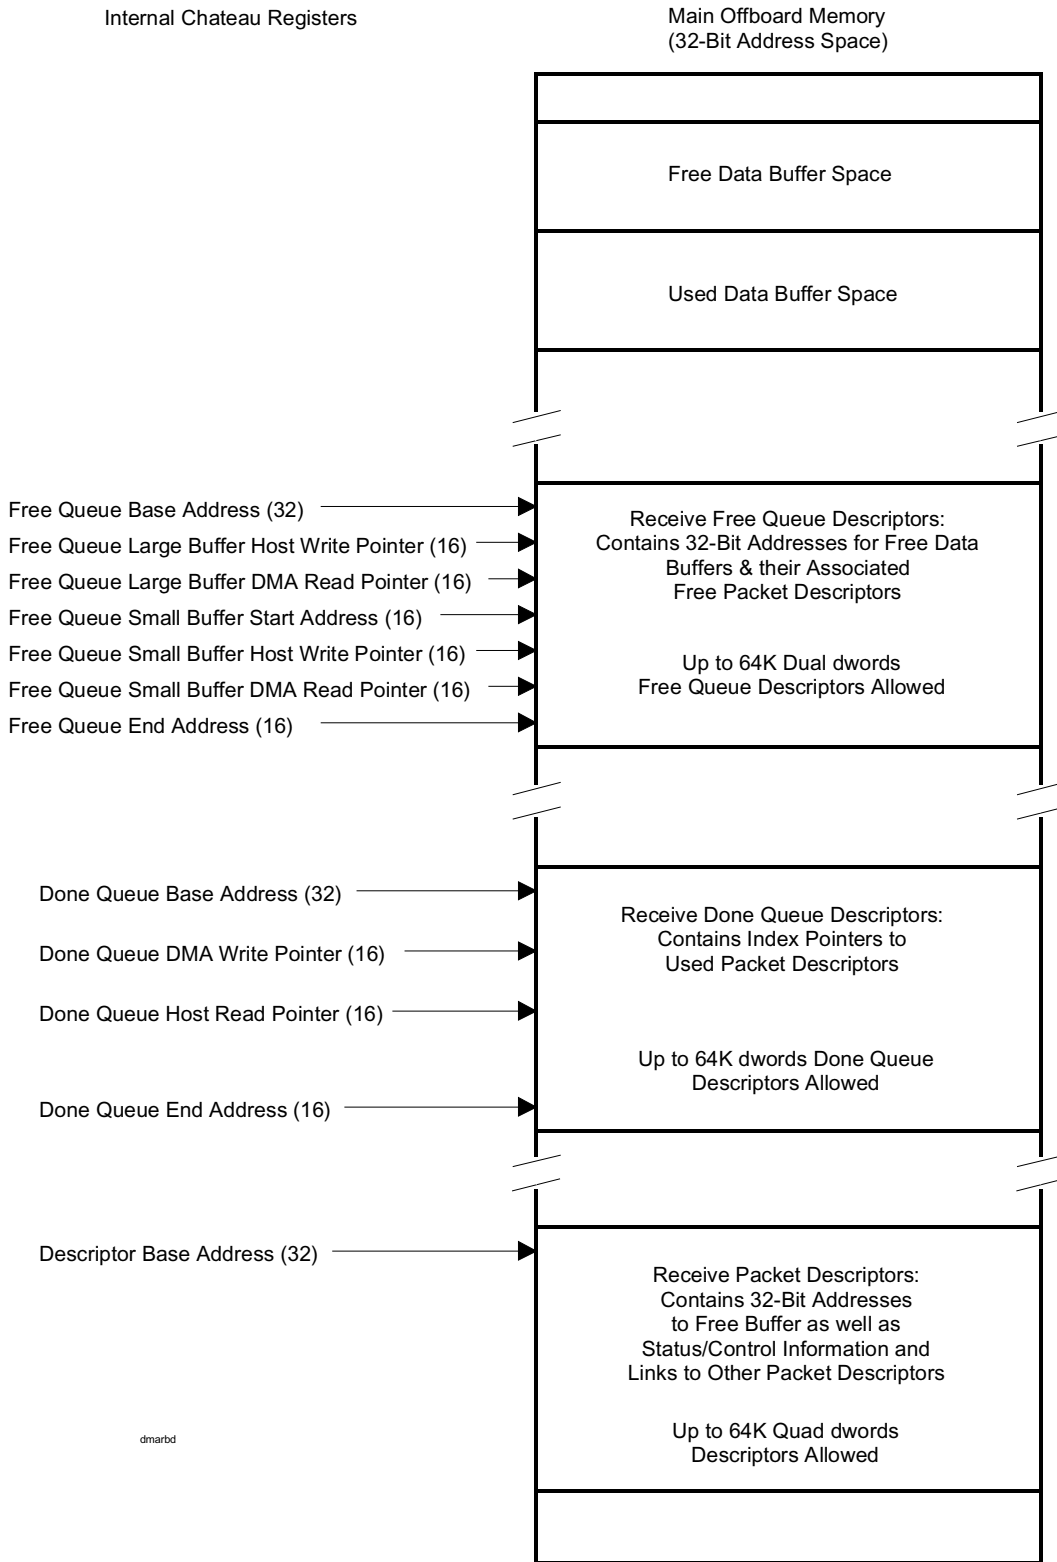 Internal Chateau Registers
Main Offboard Memory
(32-Bit Address Space)
Free Data Buffer Space
Used Data Buffer Space
Free Queue Base Address (32)
Free Queue Large Buffer Host Write Pointer (16)
Free Queue Large Buffer DMA Read Pointer (16)
Free Queue Small Buffer Start Address (16)
Free Queue Small Buffer Host Write Pointer (16)
Free Queue Small Buffer DMA Read Pointer (16)
Free Queue End Address (16)
Receive Free Queue Descriptors:
Contains 32-Bit Addresses for Free Data
Buffers & their Associated
Free Packet Descriptors
Up to 64K Dual dwords
Free Queue Descriptors Allowed
Done Queue Base Address (32)
Done Queue DMA Write Pointer (16)
Done Queue Host Read Pointer (16)
Done Queue End Address (16)
Receive Done Queue Descriptors:
Contains Index Pointers to
Used Packet Descriptors
Up to 64K dwords Done Queue
Descriptors Allowed
Descriptor Base Address (32)
Receive Packet Descriptors:
Contains 32-Bit Addresses
to Free Buffer as well as
Status/Control Information and
Links to Other Packet Descriptors
Up to 64K Quad dwords
Descriptors Allowed
dmarbd